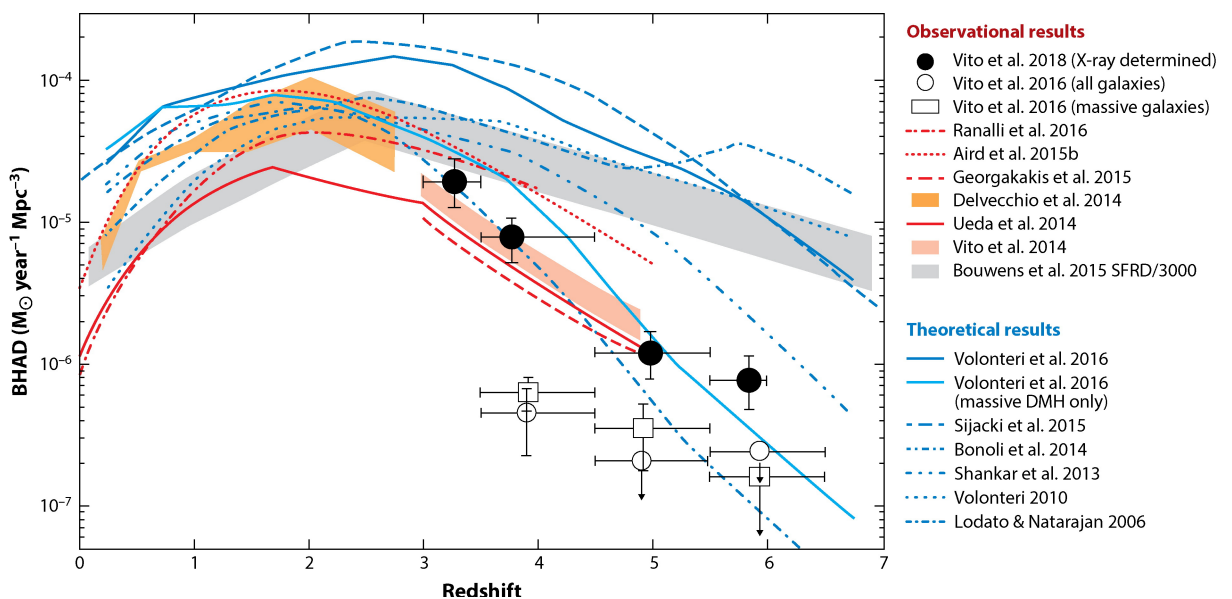 10⁻⁴
10⁻⁵
10⁻⁶
10⁻⁷
BHAD (M⊙ year⁻¹ Mpc⁻³)
0 1 2 3 4 5 6 7
Redshift
Observational results
Vito et al. 2018 (X-ray determined)
Vito et al. 2016 (all galaxies)
Vito et al. 2016 (massive galaxies)
Ranalli et al. 2016
Aird et al. 2015b
Georgakakis et al. 2015
Delvecchio et al. 2014
Ueda et al. 2014
Vito et al. 2014
Bouwens et al. 2015 SFRD/3000
Theoretical results
Volonteri et al. 2016
Volonteri et al. 2016
(massive DMH only)
Sijacki et al. 2015
Bonoli et al. 2014
Shankar et al. 2013
Volonteri 2010
Lodato & Natarajan 2006